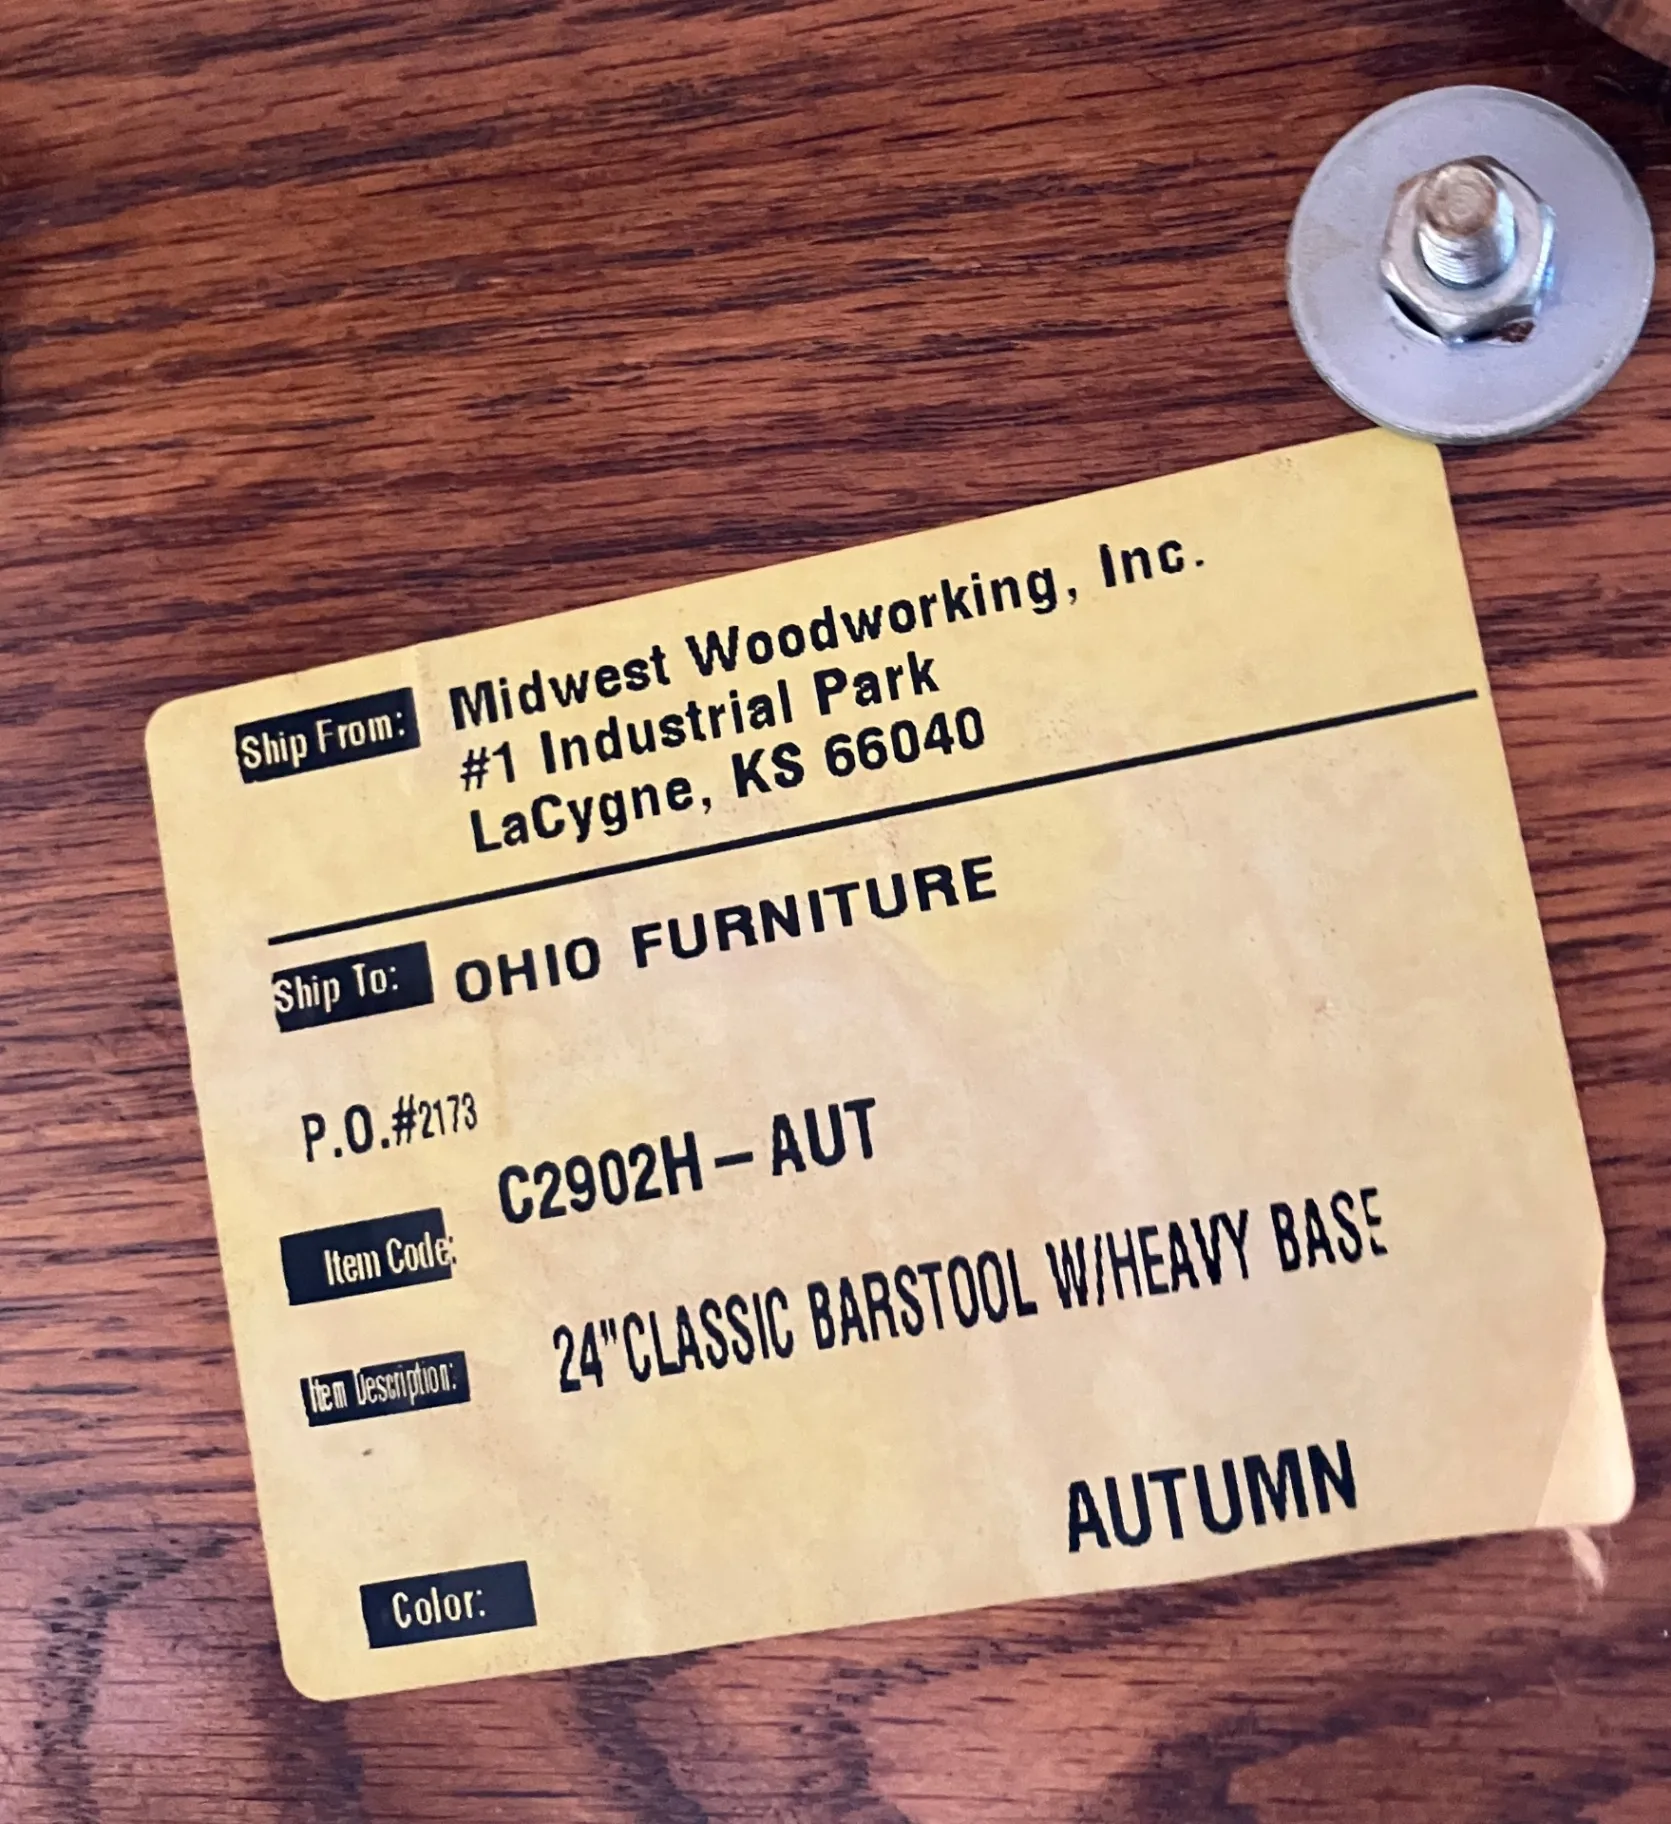 Ship From: Midwest Woodworking, Inc.
#1 Industrial Park
LaCygne, KS 66040
Ship To: OHIO FURNITURE
P.O.#2173
Item Code: C2902H-AUT
Item Description: 24"CLASSIC BARSTOOL W/HEAVY BASE
Color: AUTUMN